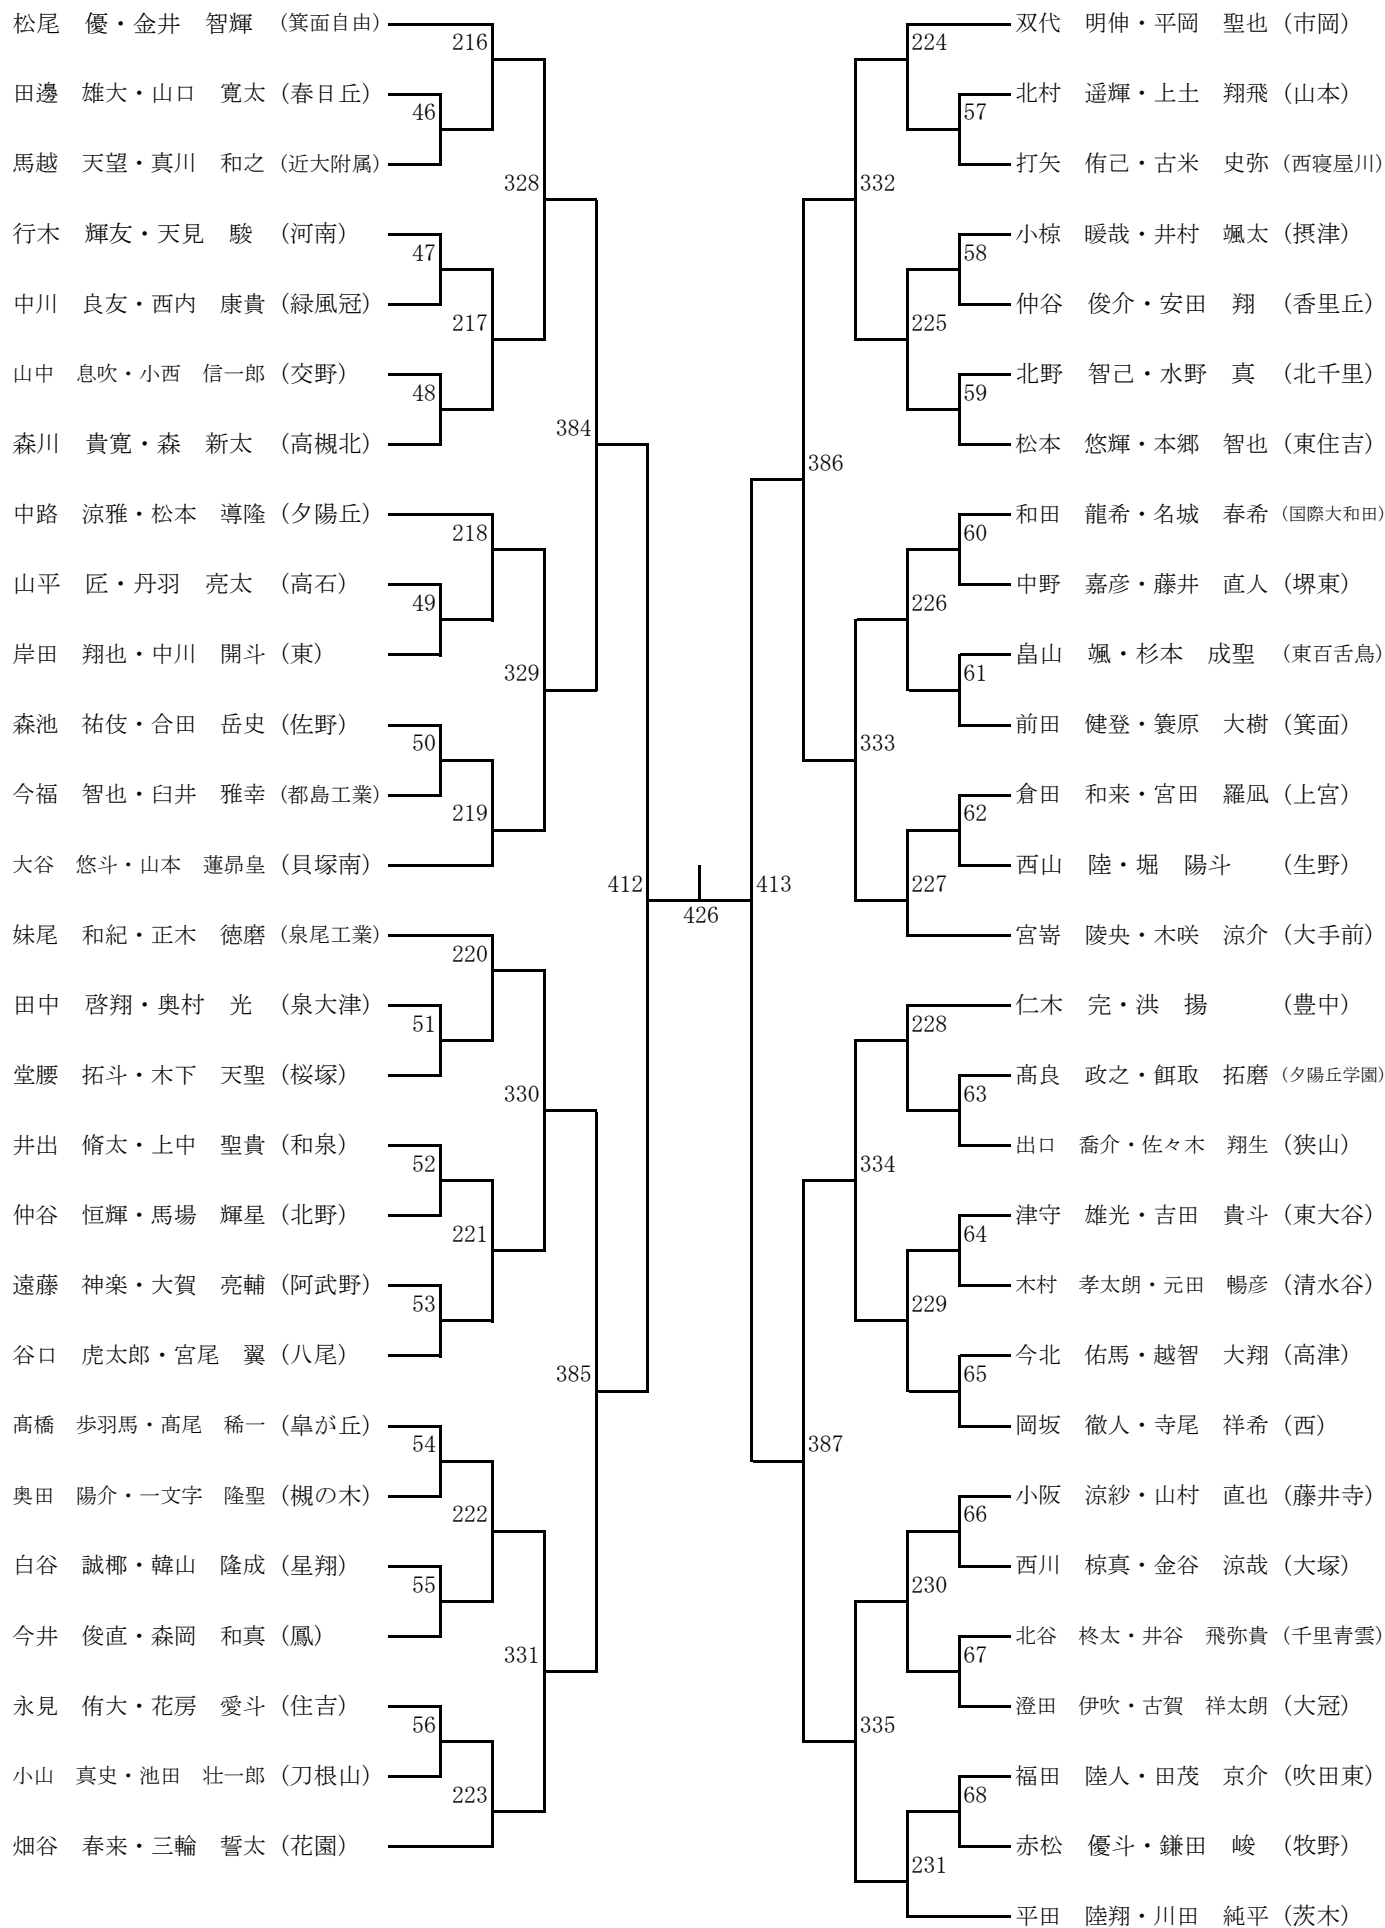 松尾　優・金井　智輝　(箕面自由)
216
田邊　雄大・山口　寛太　(春日丘)
46
馬越　天望・真川　和之　(近大附属)
328
行木　輝友・天見　駿　(河南)
47
中川　良友・西内　康貴　(緑風冠)
217
山中　息吹・小西　信一郎　(交野)
48
森川　貴寛・森　新太　(高槻北)
384
中路　涼雅・松本　導隆　(夕陽丘)
218
山平　匠・丹羽　亮太　(高石)
49
岸田　翔也・中川　開斗　(東)
329
森池　祐伎・合田　岳史　(佐野)
50
今福　智也・臼井　雅幸　(都島工業)
219
大谷　悠斗・山本　蓮昴皇　(貝塚南)
412
妹尾　和紀・正木　徳磨　(泉尾工業)
220
田中　啓翔・奥村　光　(泉大津)
51
堂腰　拓斗・木下　天聖　(桜塚)
330
井出　脩太・上中　聖貴　(和泉)
52
仲谷　恒輝・馬場　輝星　(北野)
221
遠藤　神楽・大賀　亮輔　(阿武野)
53
谷口　虎太郎・宮尾　翼　(八尾)
385
髙橋　歩羽馬・髙尾　稀一　(皐が丘)
54
奥田　陽介・一文字　隆聖　(槻の木)
222
白谷　誠椰・韓山　隆成　(星翔)
55
今井　俊直・森岡　和真　(鳳)
331
永見　侑大・花房　愛斗　(住吉)
56
小山　真史・池田　壮一郎　(刀根山)
223
畑谷　春来・三輪　誓太　(花園)
426
双代　明伸・平岡　聖也　(市岡)
224
北村　遥輝・上土　翔飛　(山本)
57
打矢　侑己・古米　史弥　(西寝屋川)
332
小椋　暖哉・井村　颯太　(摂津)
58
仲谷　俊介・安田　翔　(香里丘)
225
北野　智己・水野　真　(北千里)
59
松本　悠輝・本郷　智也　(東住吉)
386
和田　龍希・名城　春希　(国際大和田)
60
中野　嘉彦・藤井　直人　(堺東)
226
畠山　颯・杉本　成聖　(東百舌鳥)
61
前田　健登・簑原　大樹　(箕面)
333
倉田　和来・宮田　羅凪　(上宮)
62
西山　陸・堀　陽斗　(生野)
227
413
宮嵜　陵央・木咲　涼介　(大手前)
仁木　完・洪　揚　(豊中)
228
髙良　政之・餌取　拓磨　(夕陽丘学園)
63
出口　喬介・佐々木　翔生　(狭山)
334
津守　雄光・吉田　貴斗　(東大谷)
64
木村　孝太朗・元田　暢彦　(清水谷)
229
今北　佑馬・越智　大翔　(高津)
65
岡坂　徹人・寺尾　祥希　(西)
387
小阪　涼紗・山村　直也　(藤井寺)
66
西川　椋真・金谷　涼哉　(大塚)
230
北谷　柊太・井谷　飛弥貴　(千里青雲)
67
澄田　伊吹・古賀　祥太朗　(大冠)
335
福田　陸人・田茂　京介　(吹田東)
68
赤松　優斗・鎌田　峻　(牧野)
231
平田　陸翔・川田　純平　(茨木)